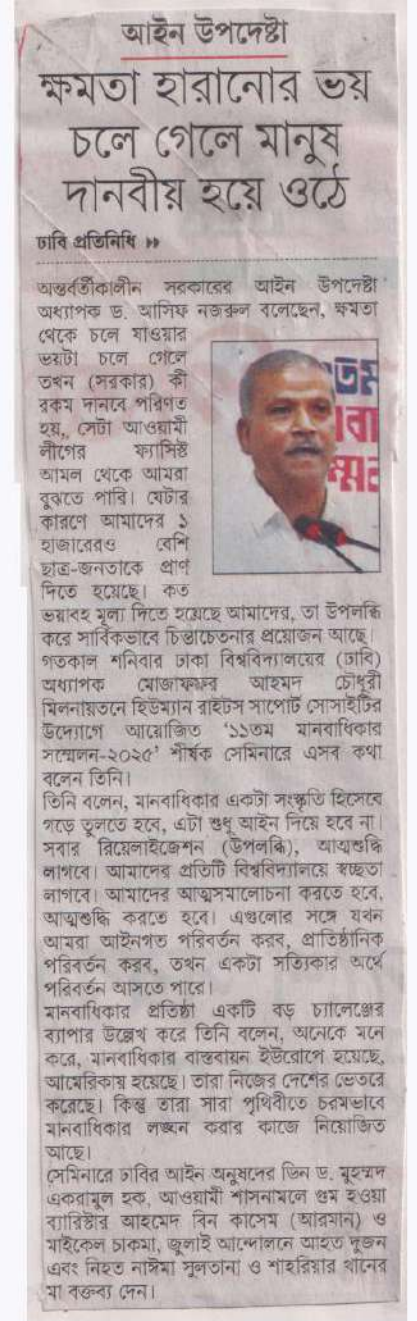 আইন উপদেষ্টা
ক্ষমতা হারানোর ভয়
চলে গেলে মানুষ
দানবীয় হয়ে ওঠে
ঢাবি প্রতিনিধি
অন্তর্বর্তীকালীন সরকারের আইন উপদেষ্টা
অধ্যাপক ড. আসিফ নজরুল বলেছেন, ক্ষমতা
থেকে চলে যাওয়ার
ভয়টা চলে গেলে
তখন (সরকার) কী
রকম দানবে পরিণত
হয়, সেটা আওয়ামী
লীগের ফ্যাসিস্ট
আমল থেকে আমরা
বুঝতে পারি। যেটার
কারণে আমাদের ১
হাজারেরও বেশি
ছাত্র-জনতাকে প্রাণ
দিতে হয়েছে। কত
ভয়াবহ মূল্য দিতে হয়েছে আমাদের, তা উপলব্ধি
করে সার্বিকভাবে চিন্তাচেতনার প্রয়োজন আছে।
গতকাল শনিবার ঢাকা বিশ্ববিদ্যালয়ের (ঢাবি)
অধ্যাপক মোজাফফর আহমদ চৌধুরী
মিলনায়তনে হিউম্যান রাইটস সাপোর্ট সোসাইটির
উদ্যোগে আয়োজিত ‘১১তম মানবাধিকার
সম্মেলন-২০২৫’ শীর্ষক সেমিনারে এসব কথা
বলেন তিনি।
তিনি বলেন, মানবাধিকার একটা সংস্কৃতি হিসেবে
গড়ে তুলতে হবে, এটা শুধু আইন দিয়ে হবে না।
সবার রিয়েলাইজেশন (উপলব্ধি), আত্মশুদ্ধি
লাগবে। আমাদের প্রতিটি বিশ্ববিদ্যালয়ে স্বচ্ছতা
লাগবে। আমাদের আত্মসমালোচনা করতে হবে,
আত্মশুদ্ধি করতে হবে। এগুলোর সঙ্গে যখন
আমরা আইনগত পরিবর্তন করব, প্রাতিষ্ঠানিক
পরিবর্তন করব, তখন একটা সত্যিকার অর্থে
পরিবর্তন আসতে পারে।
মানবাধিকার প্রতিষ্ঠা একটি বড় চ্যালেঞ্জের
ব্যাপার উল্লেখ করে তিনি বলেন, অনেকে মনে
করে, মানবাধিকার বাস্তবায়ন ইউরোপে হয়েছে,
আমেরিকায় হয়েছে। তারা নিজের দেশের ভেতরে
করেছে। কিন্তু তারা সারা পৃথিবীতে চরমভাবে
মানবাধিকার লঙ্ঘন করার কাজে নিয়োজিত
আছে।
সেমিনারে ঢাবির আইন অনুষদের ডিন ড. মুহম্মদ
একরামুল হক, আওয়ামী শাসনামলে গুম হওয়া
ব্যারিস্টার আহমেদ বিন কাসেম (আরমান) ও
মাইকেল চাকমা, জুলাই আন্দোলনে আহত দুজন
এবং নিহত নাঈমা সুলতানা ও শাহরিয়ার খানের
মা বক্তব্য দেন।